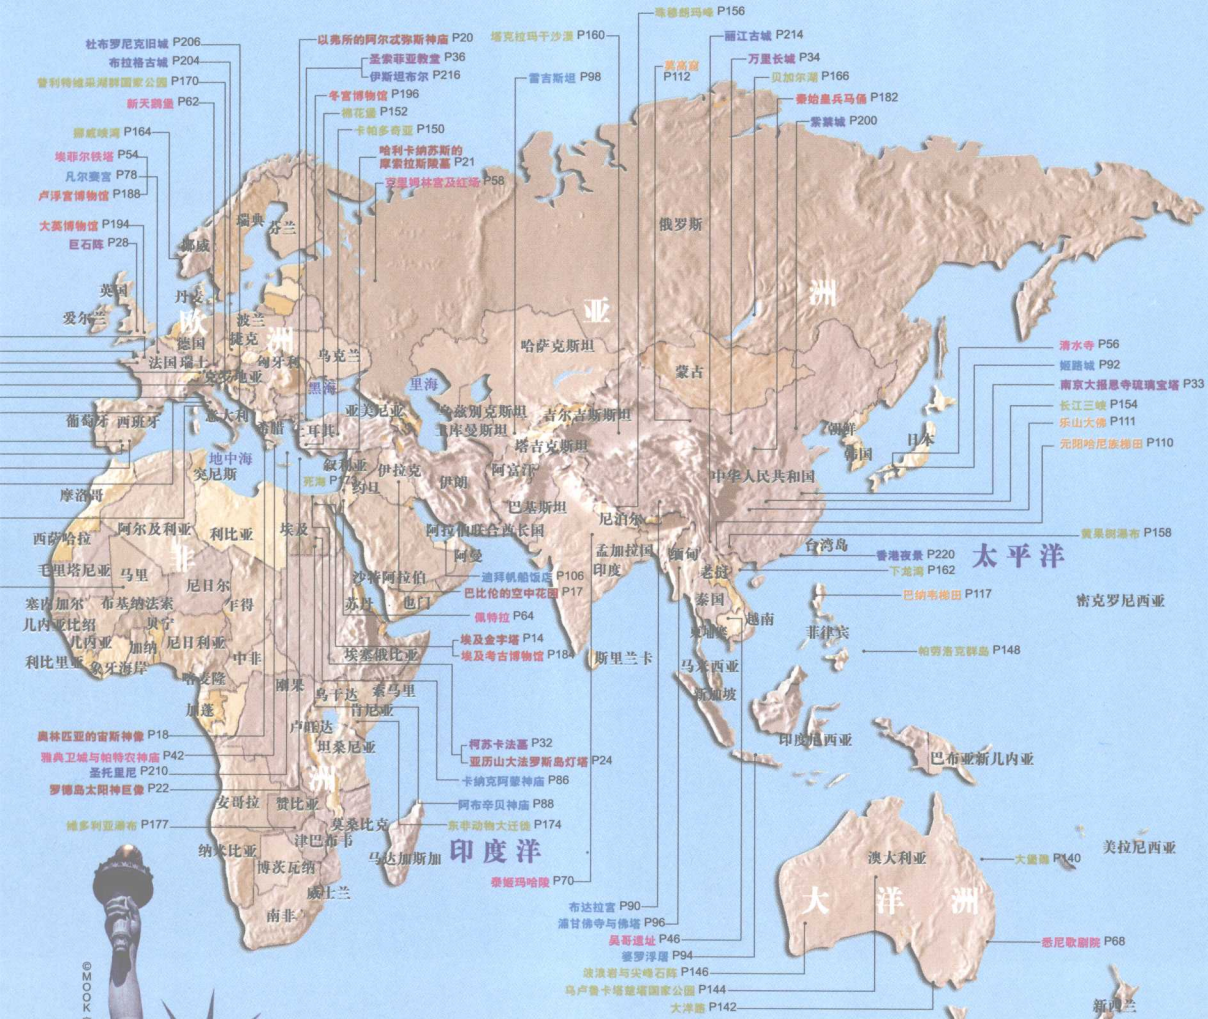 珠穆朗玛峰 P156
杜布罗尼克旧城 P206
以弗所的阿尔忒弥斯神庙 P20
塔克拉玛干沙漠 P160
丽江古城 P214
布拉格古城 P204
圣索菲亚教堂 P36
万里长城 P34
普利特维采湖群国家公园 P170
伊斯坦布尔 P216
雷吉斯坦 P98
莫高窟
P112
贝加尔湖 P166
新天鹅堡 P62
冬宫博物馆 P196
秦始皇兵马俑 P182
棉花堡 P152
紫禁城 P200
挪威峡湾 P164
卡帕多奇亚 P150
埃菲尔铁塔 P54
哈利卡纳苏斯的
摩索拉斯陵墓 P21
凡尔赛宫 P78
克里姆林宫及红场 P58
卢浮宫博物馆 P188
大英博物馆 P194
巨石阵 P28
瑞典
芬兰
挪威
俄罗斯
英国
丹麦
爱尔兰
欧
洲
亚
洲
波兰
德国
捷克
法国
瑞士
匈牙利
乌克兰
克罗地亚
哈萨克斯坦
蒙古
清水寺 P56
姬路城 P92
南京大报恩寺琉璃宝塔 P33
长江三峡 P154
乐山大佛 P111
元阳哈尼族梯田 P110
黑海
里海
葡萄牙
西班牙
意大利
希腊
土耳其
亚美尼亚
乌兹别克斯坦
土库曼斯坦
吉尔吉斯斯坦
塔吉克斯坦
朝鲜
韩国
日本
地中海
突尼斯
叙利亚
死海 P173
约旦
伊拉克
伊朗
阿富汗
中华人民共和国
摩洛哥
巴基斯坦
尼泊尔
西萨哈拉
阿尔及利亚
利比亚
埃及
阿拉伯联合酋长国
阿曼
孟加拉国
印度
缅甸
老挝
台湾岛
黄果树瀑布 P158
香港夜景 P220
下龙湾 P162
太平洋
毛里塔尼亚
马里
非
尼日尔
沙特阿拉伯
迪拜帆船饭店 P106
巴比伦的空中花园 P17
泰国
巴纳韦梯田 P117
密克罗尼西亚
塞内加尔
布基纳法索
乍得
苏丹
也门
佩特拉 P64
越南
几内亚比绍
贝宁
几内亚
加纳
尼日利亚
埃及金字塔 P14
埃及考古博物馆 P184
柬埔寨
菲律宾
利比里亚
象牙海岸
中非
埃塞俄比亚
斯里兰卡
帕劳洛克群岛 P148
喀麦隆
马来西亚
新加坡
加蓬
刚果
乌干达
索马里
肯尼亚
卢旺达
坦桑尼亚
印度尼西亚
巴布亚新几内亚
奥林匹亚的宙斯神像 P18
雅典卫城与帕特农神庙 P42
圣托里尼 P210
罗德岛太阳神巨像 P22
柯苏卡法墓 P32
亚历山大法罗斯岛灯塔 P24
卡纳克阿蒙神庙 P86
洲
阿布辛贝神庙 P88
安哥拉
赞比亚
维多利亚瀑布 P177
莫桑比克
东非动物大迁徙 P174
津巴布韦
纳米比亚
博茨瓦纳
马达加斯加
印度洋
威士兰
南非
泰姬玛哈陵 P70
布达拉宫 P90
蒲甘佛寺与佛塔 P96
吴哥遗址 P46
婆罗浮屠 P94
波浪岩与尖峰石阵 P146
乌卢鲁卡塔楚塔国家公园 P144
大洋路 P142
澳大利亚
大堡礁 P140
美拉尼西亚
大洋洲
悉尼歌剧院 P68
新西兰
©MOOK